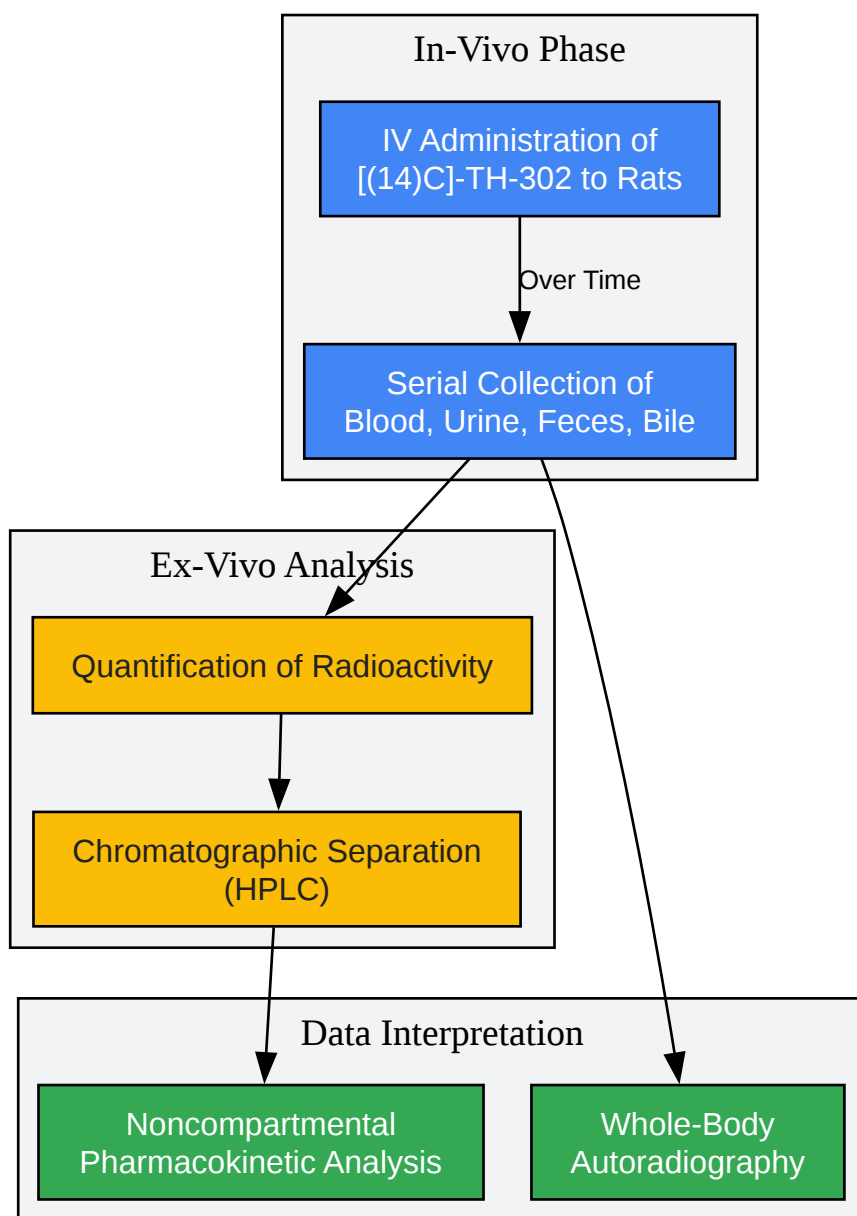 In-Vivo Phase
IV Administration of
[(14)C]-TH-302 to Rats
Over Time
Serial Collection of
Blood, Urine, Feces, Bile
Ex-Vivo Analysis
Quantification of Radioactivity
Chromatographic Separation
(HPLC)
Data Interpretation
Noncompartmental
Pharmacokinetic Analysis
Whole-Body
Autoradiography